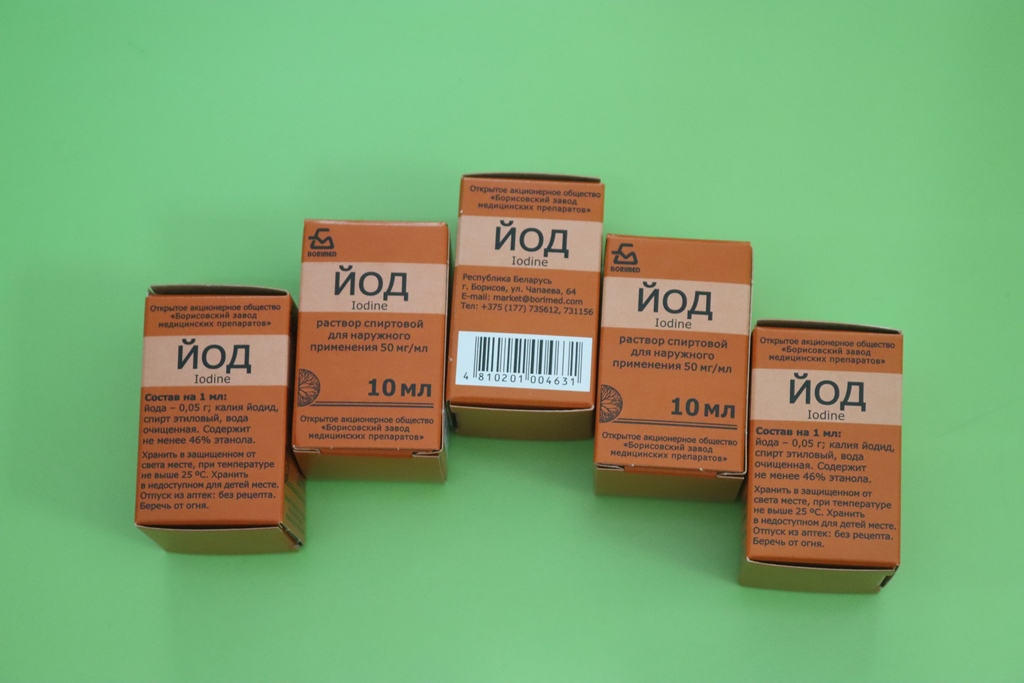 Открытое акционерное общество
«Борисовский завод
медицинских препаратов»
ЙОД
Iodine
Состав на 1 мл:
йода – 0,05 г; калия йодид,
спирт этиловый, вода
очищенная. Содержит
не менее 46% этанола.
Хранить в защищенном от
света месте, при температуре
не выше 25 ºС. Хранить
в недоступном для детей месте.
Отпуск из аптек: без рецепта.
Беречь от огня.
BORIMED
ЙОД
Iodine
раствор спиртовой
для наружного
применения 50 мг/мл
10 мл
Открытое акционерное общество
«Борисовский завод
медицинских препаратов»
Открытое акционерное общество
«Борисовский завод
медицинских препаратов»
ЙОД
Iodine
Республика Беларусь
г. Борисов, ул. Чапаева, 64
E-mail: market@borimed.com
Тел: +375 (177) 735612, 731156
4 810201 004631
BORIMED
ЙОД
Iodine
раствор спиртовой
для наружного
применения 50 мг/мл
10 мл
Открытое акционерное общество
«Борисовский завод
медицинских препаратов»
Открытое акционерное общество
«Борисовский завод
медицинских препаратов»
ЙОД
Iodine
Состав на 1 мл:
йода – 0,05 г; калия йодид,
спирт этиловый, вода
очищенная. Содержит
не менее 46% этанола.
Хранить в защищенном от
света месте, при температуре
не выше 25 ºС. Хранить
в недоступном для детей месте.
Отпуск из аптек: без рецепта.
Беречь от огня.